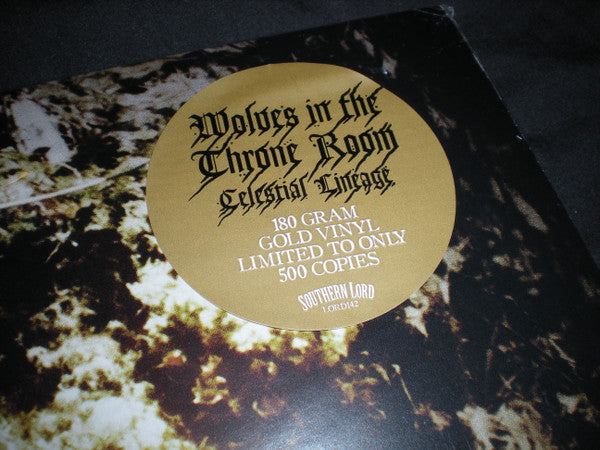 Wolves in the
Throne Room
Celestial Lineage
180 GRAM
GOLD VINYL
LIMITED TO ONLY
500 COPIES
SOUTHERN LORD
LORD142